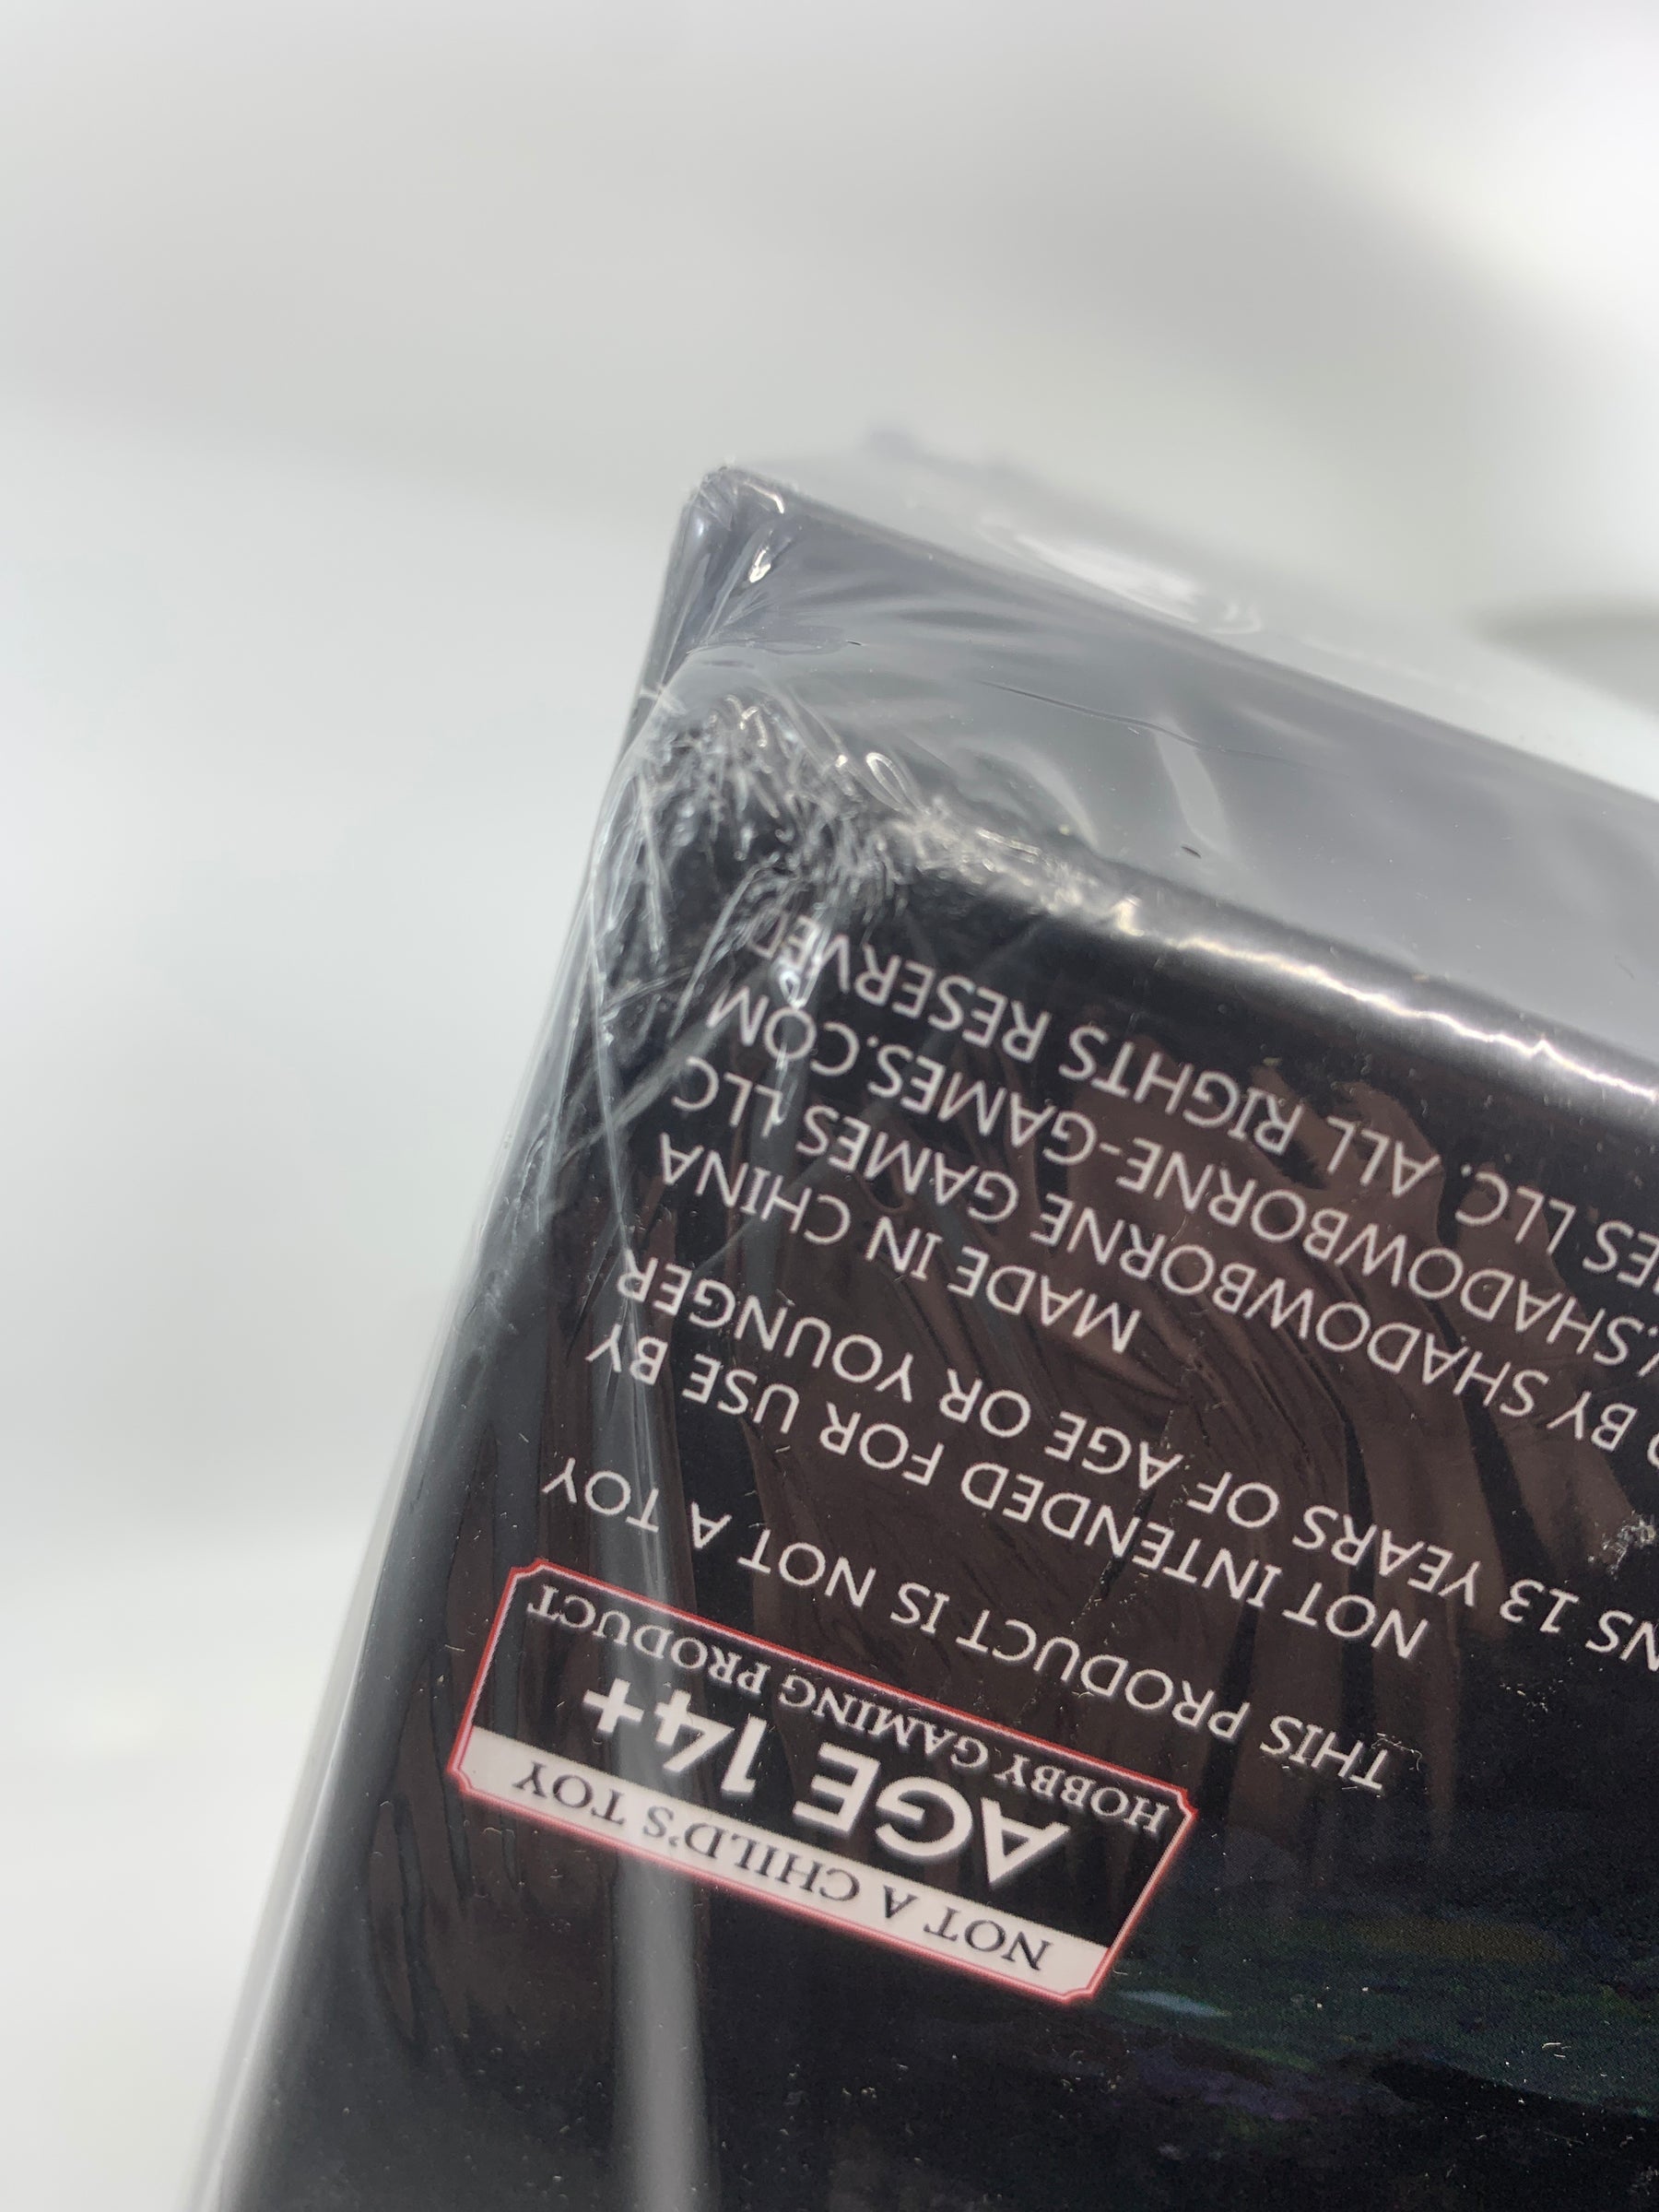 NOT A CHILD'S TOY
AGE 14+
HOBBY GAMING PRODUCT
THIS PRODUCT IS NOT A TOY
NOT INTENDED FOR USE BY
13 YEARS OF AGE OR YOUNGER
MADE IN CHINA
BY SHADOWBORNE GAMES LLC
.SHADOWBORNE-GAMES.COM
LLC. ALL RIGHTS RESERVED